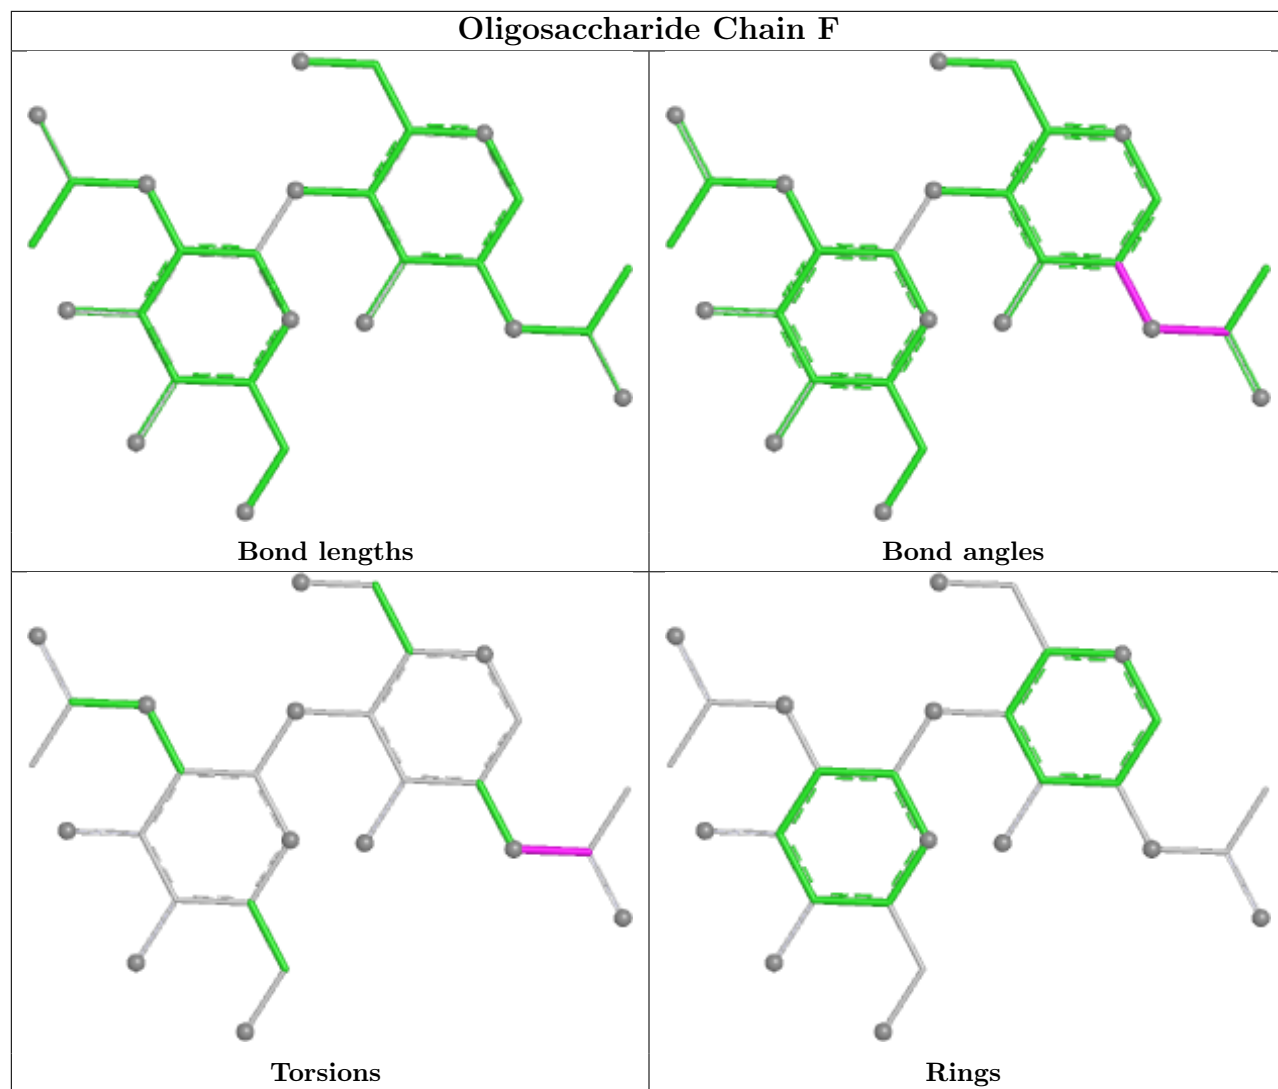 Oligosaccharide Chain F
Bond lengths
Bond angles
Torsions
Rings